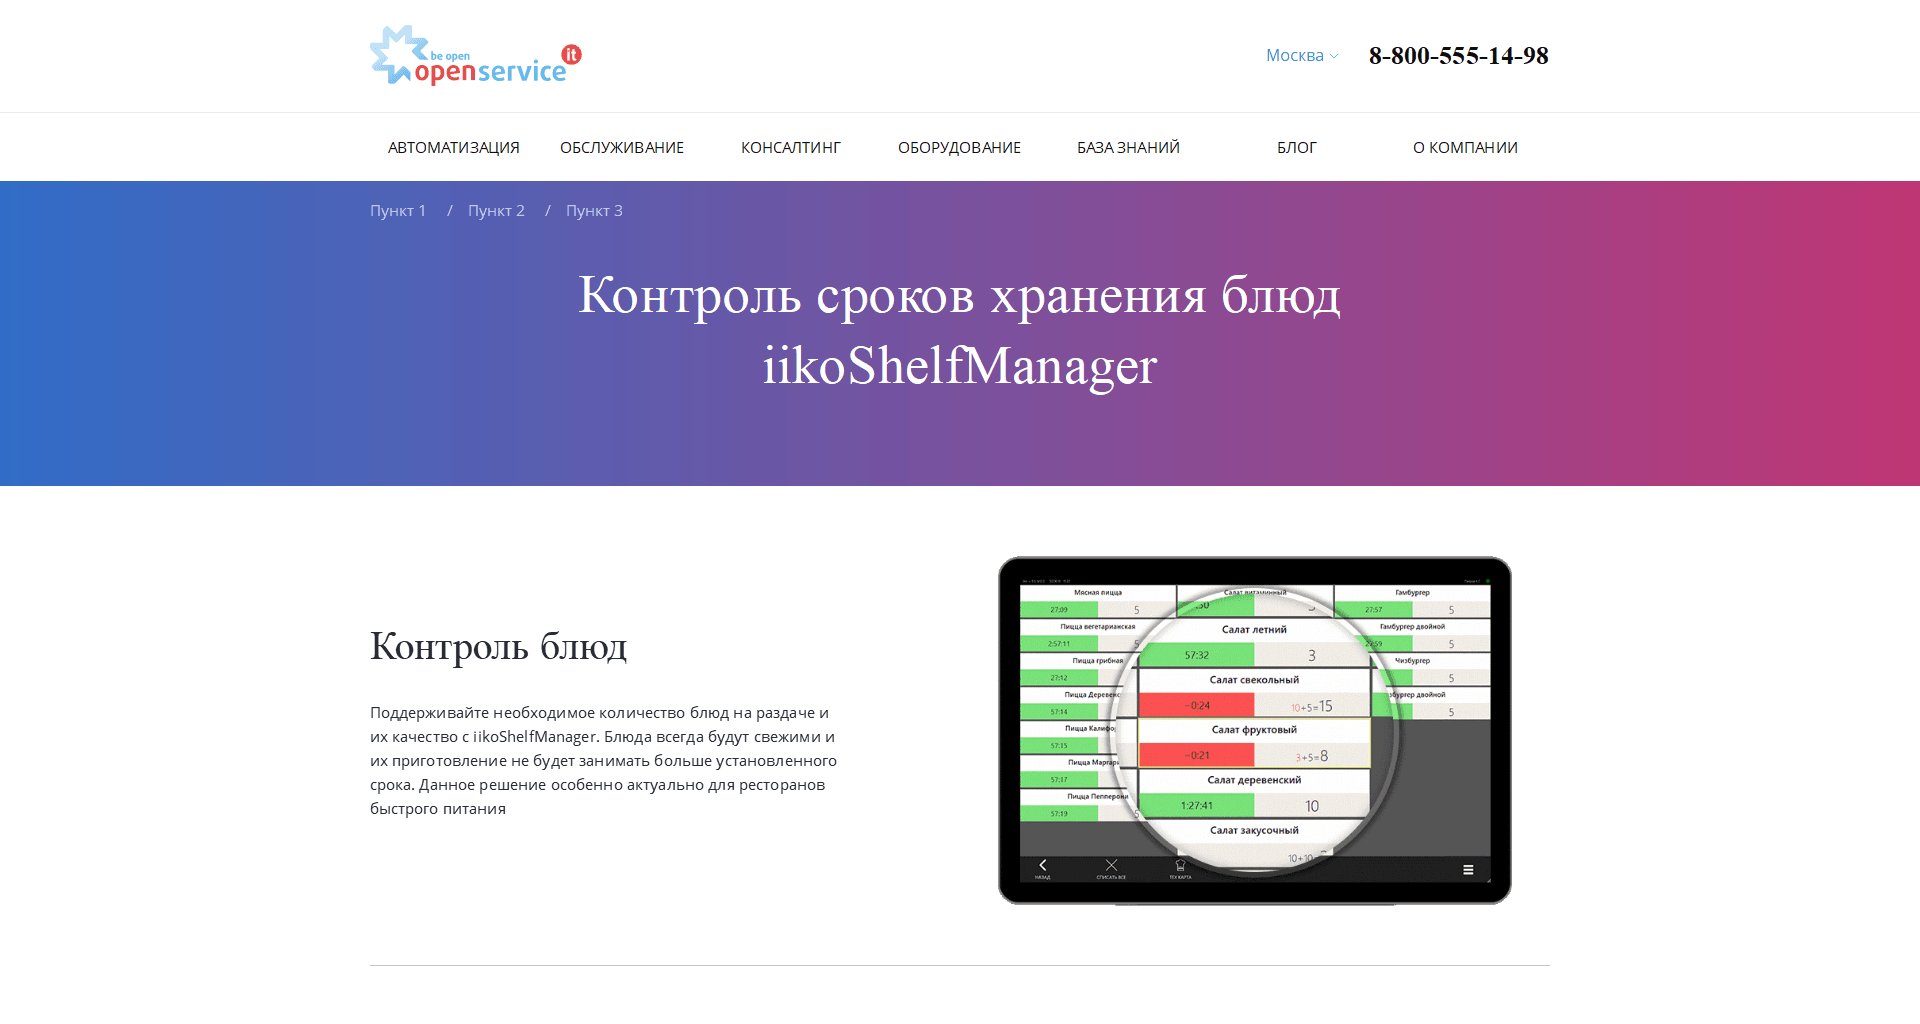 be open
openservice it
Москва
8-800-555-14-98
АВТОМАТИЗАЦИЯ
ОБСЛУЖИВАНИЕ
КОНСАЛТИНГ
ОБОРУДОВАНИЕ
БАЗА ЗНАНИЙ
БЛОГ
О КОМПАНИИ
Пункт 1 / Пункт 2 / Пункт 3
Контроль сроков хранения блюд
iikoShelfManager
Контроль блюд
Поддерживайте необходимое количество блюд на раздаче и
их качество с iikoShelfManager. Блюда всегда будут свежими и
их приготовление не будет занимать больше установленного
срока. Данное решение особенно актуально для ресторанов
быстрого питания
Мясная пицца
27:09 5
Пицца вегетарианская
2:57:11 5
Пицца грибная
27:12
Пицца
57:14
Пицца
57:15
Пицца
57:17
Пицца Пепперони
57:19 5
Салат витаминный
Салат летний
57:32 3
Салат свекольный
-0:24 10+5=15
Салат фруктовый
-0:21 3+5=8
Салат деревенский
1:27:41 10
Салат закусочный
Гамбургер
27:57 5
Гамбургер двойной
5
Чизбургер
5
двойной
5
НАЗАД
СПИСАТЬ ВСЕ
ТЕХ КАРТА